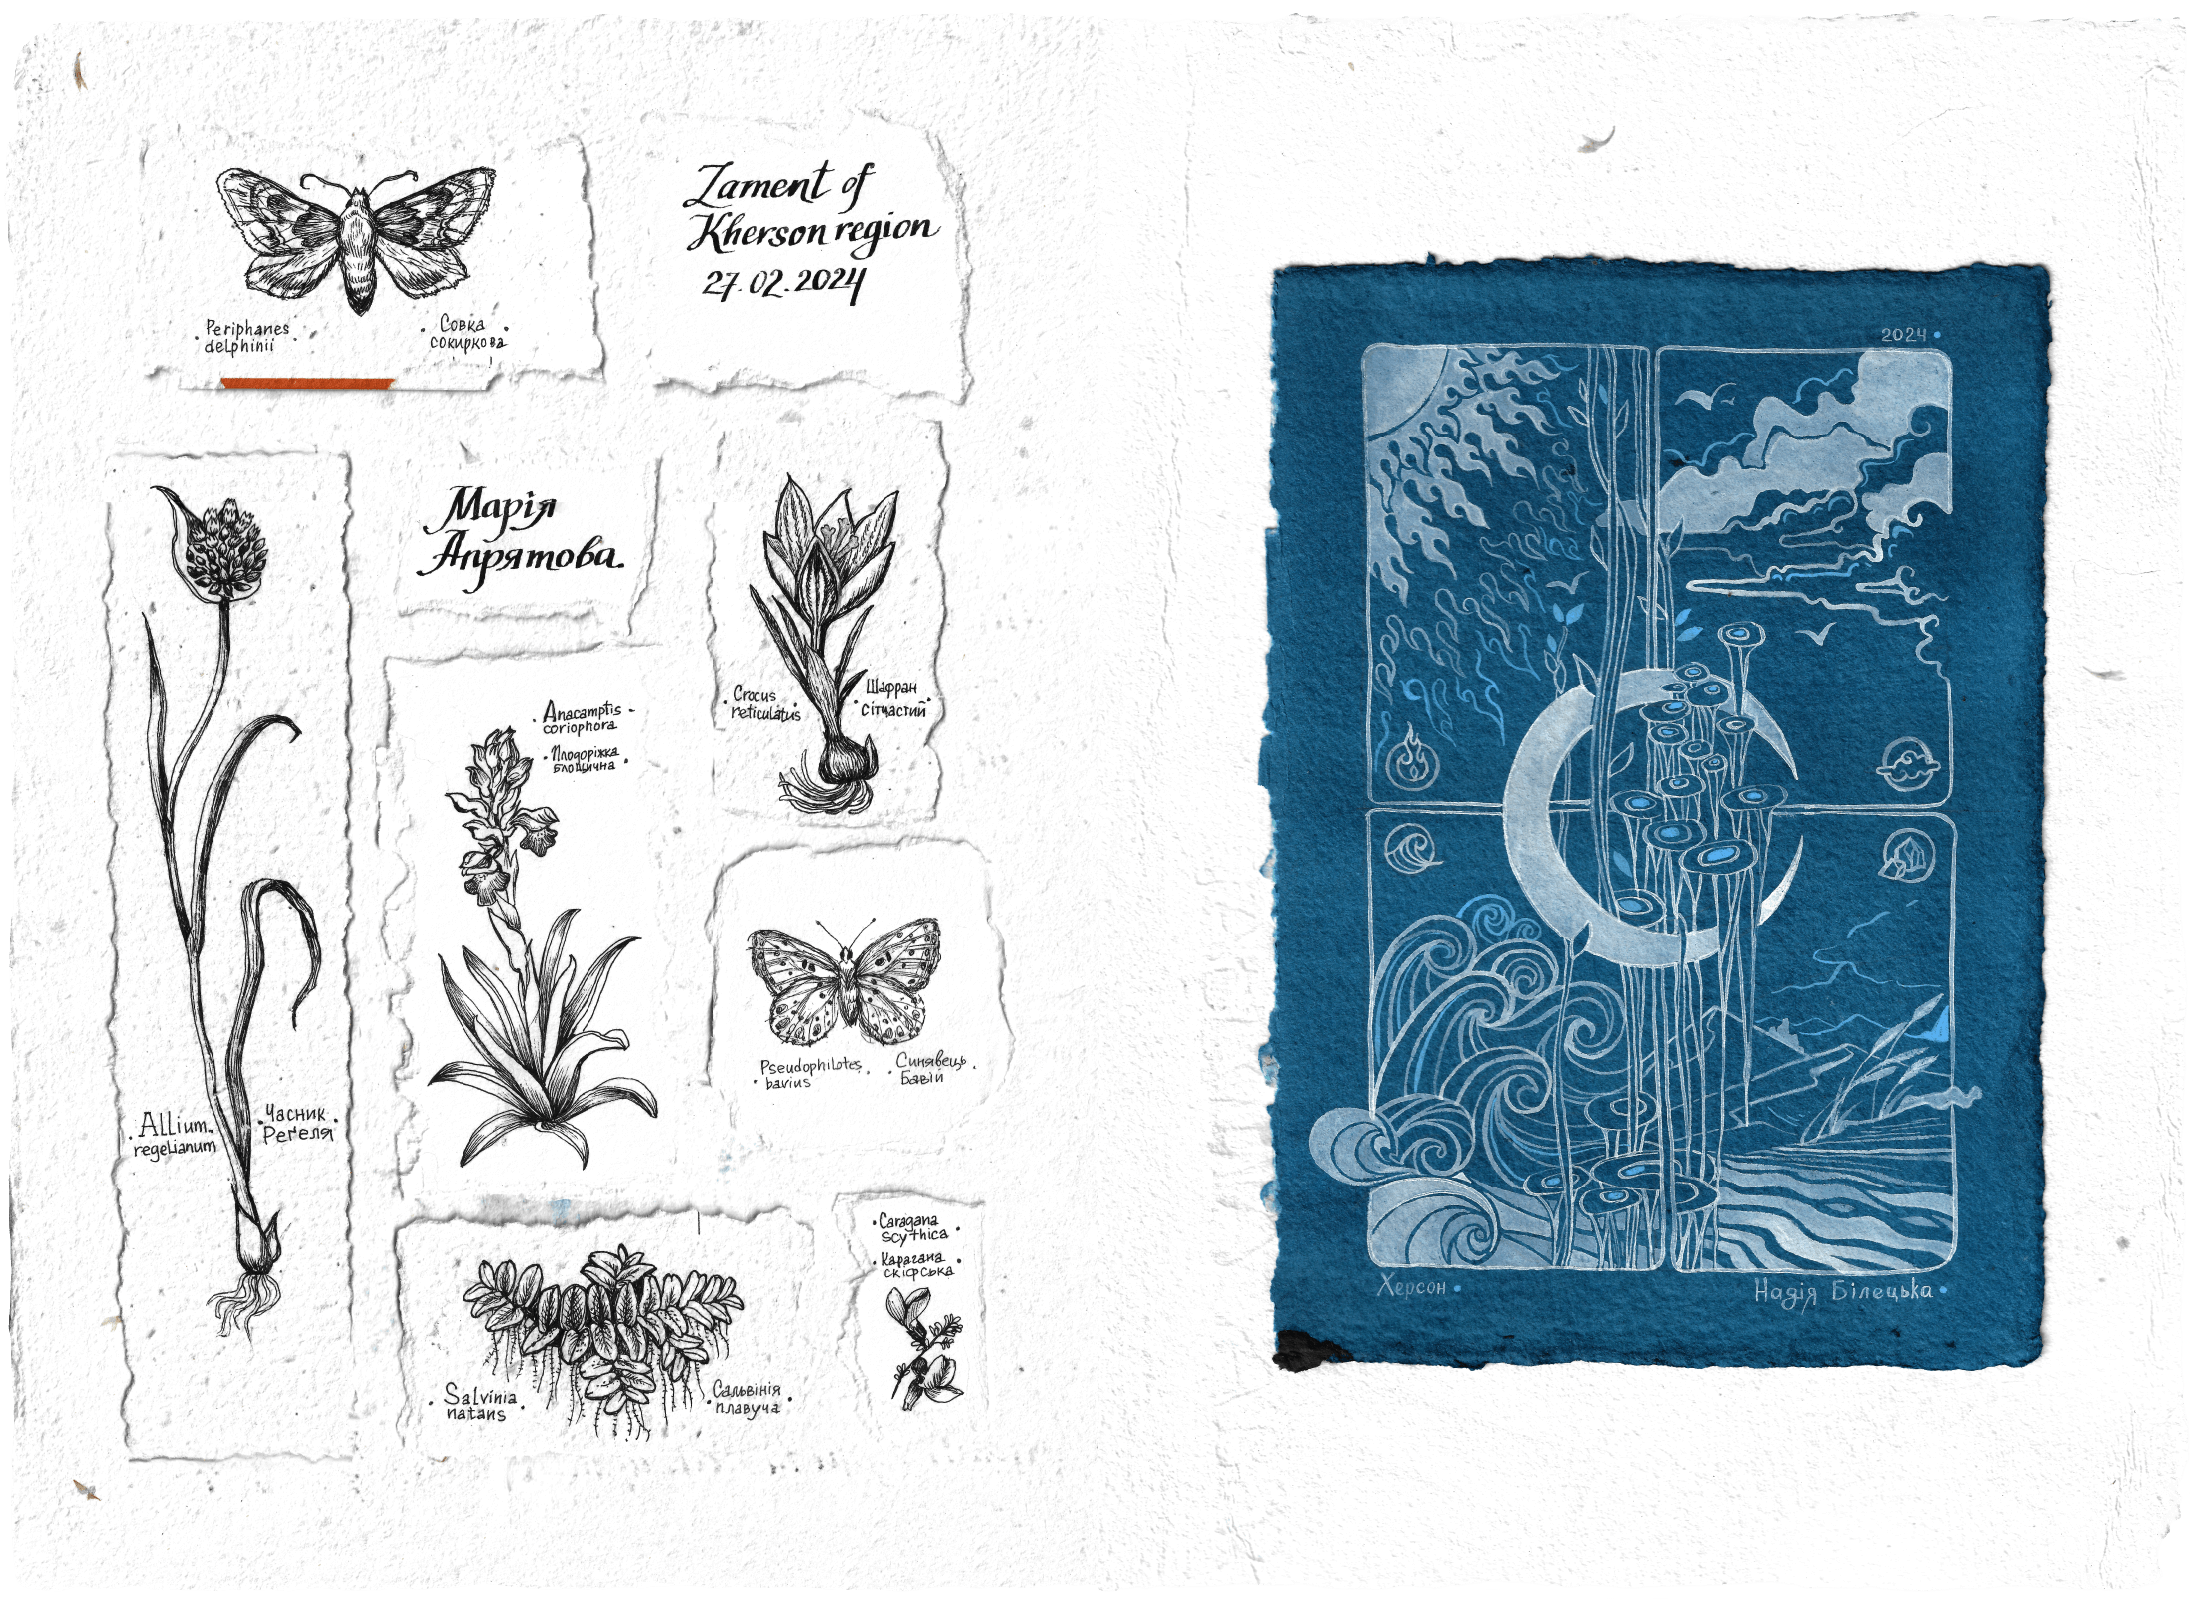 Periphanes
delphinii
Совка
сокиркова
Lament of
Kherson region
27.02.2024
Марія
Апрятова.
Crocus
reticulatus
Шафран
сітчастий
Anacamptis
coriophora
Плодоріжка
блощична
Allium
regelianum
Часник
Реґеля
Pseudophilotes
bavius
Синявець
Бавій
Salvinia
natans
Сальвінія
плавуча
Caragana
scythica
Карагана
скіфська
2024
Херсон
Надія Білецька